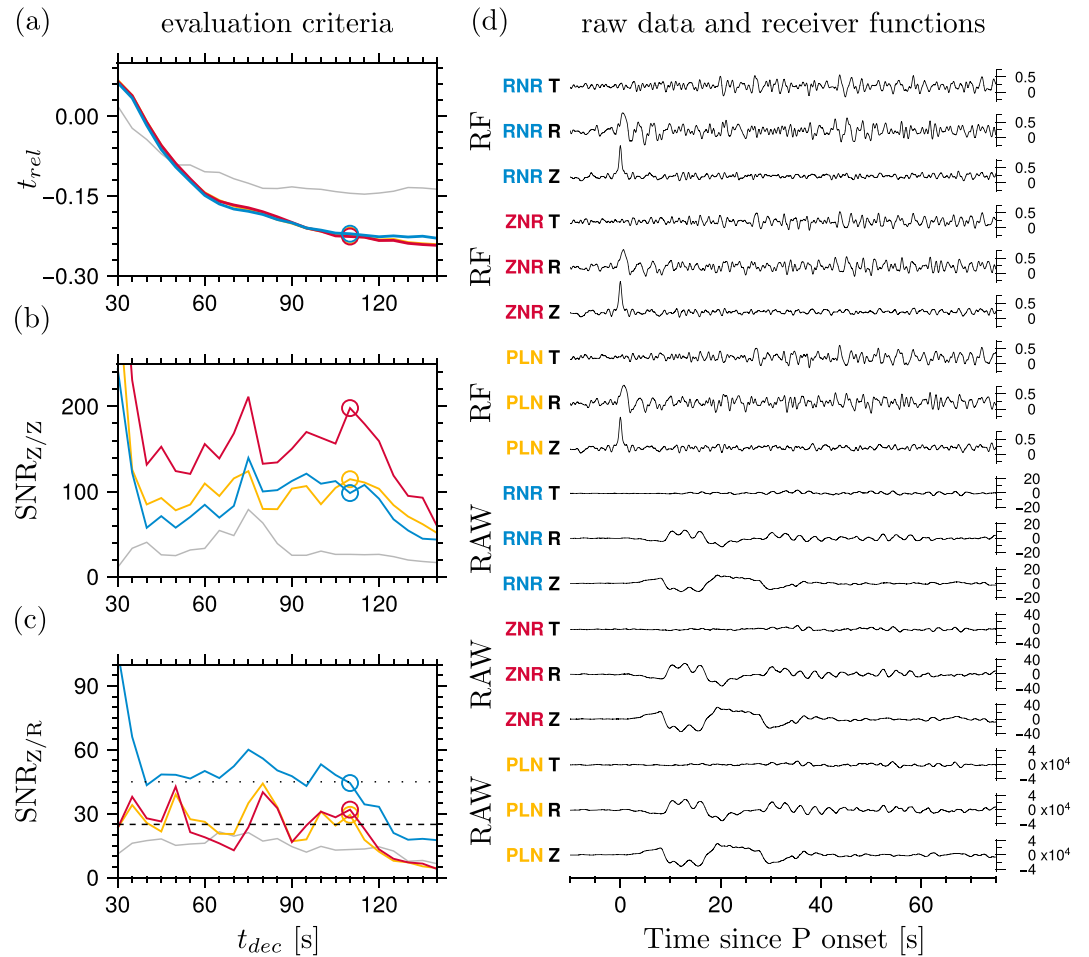 (a) evaluation criteria
0.00
−0.15
−0.30
t_rel
30 60 90 120
(b)
200
100
0
SNR_Z/Z
30 60 90 120
(c)
90
60
30
0
SNR_Z/R
30 60 90 120
t_dec [s]
(d) raw data and receiver functions
RF
RNR T 0.5 0
RNR R 0.5 0
RNR Z 0.5 0
RF
ZNR T 0.5 0
ZNR R 0.5 0
ZNR Z 0.5 0
RF
PLN T 0.5 0
PLN R 0.5 0
PLN Z 0.5 0
RAW
RNR T 20 0 −20
RNR R 20 0 −20
RNR Z 20 0 −20
RAW
ZNR T 40 0 −40
ZNR R 40 0 −40
ZNR Z 40 0 −40
RAW
PLN T 4 0 x10⁴ −4
PLN R 4 0 x10⁴ −4
PLN Z 4 0 x10⁴ −4
0 20 40 60
Time since P onset [s]